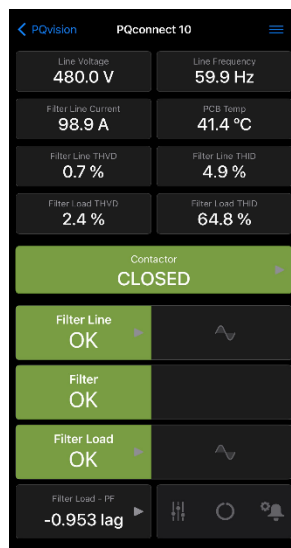 PQvision PQconnect 10
Line Voltage Line Frequency
480.0 V 59.9 Hz
Filter Line Current PCB Temp
98.9 A 41.4 °C
Filter Line THVD Filter Line THID
0.7 % 4.9 %
Filter Load THVD Filter Load THID
2.4 % 64.8 %
Contactor
CLOSED
Filter Line
OK
Filter
OK
Filter Load
OK
Filter Load - PF
-0.953 lag